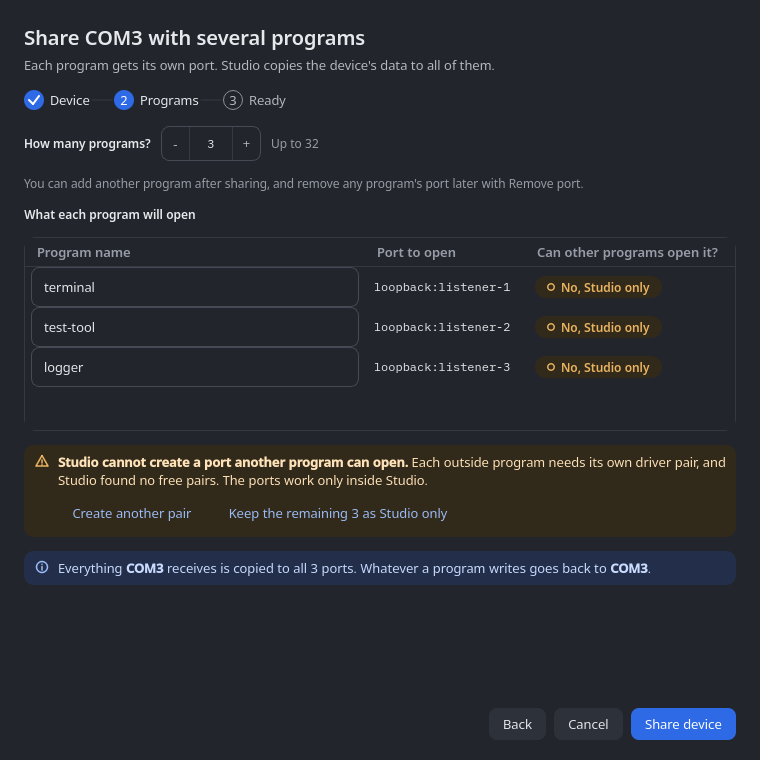 Share COM3 with several programs
Each program gets its own port. Studio copies the device's data to all of them.
Device 2 Programs 3 Ready
How many programs? - 3 + Up to 32
You can add another program after sharing, and remove any program's port later with Remove port.
What each program will open
Program name Port to open Can other programs open it?
terminal loopback:listener-1 No, Studio only
test-tool loopback:listener-2 No, Studio only
logger loopback:listener-3 No, Studio only
Studio cannot create a port another program can open. Each outside program needs its own driver pair, and
Studio found no free pairs. The ports work only inside Studio.
Create another pair Keep the remaining 3 as Studio only
Everything COM3 receives is copied to all 3 ports. Whatever a program writes goes back to COM3.
Back Cancel Share device